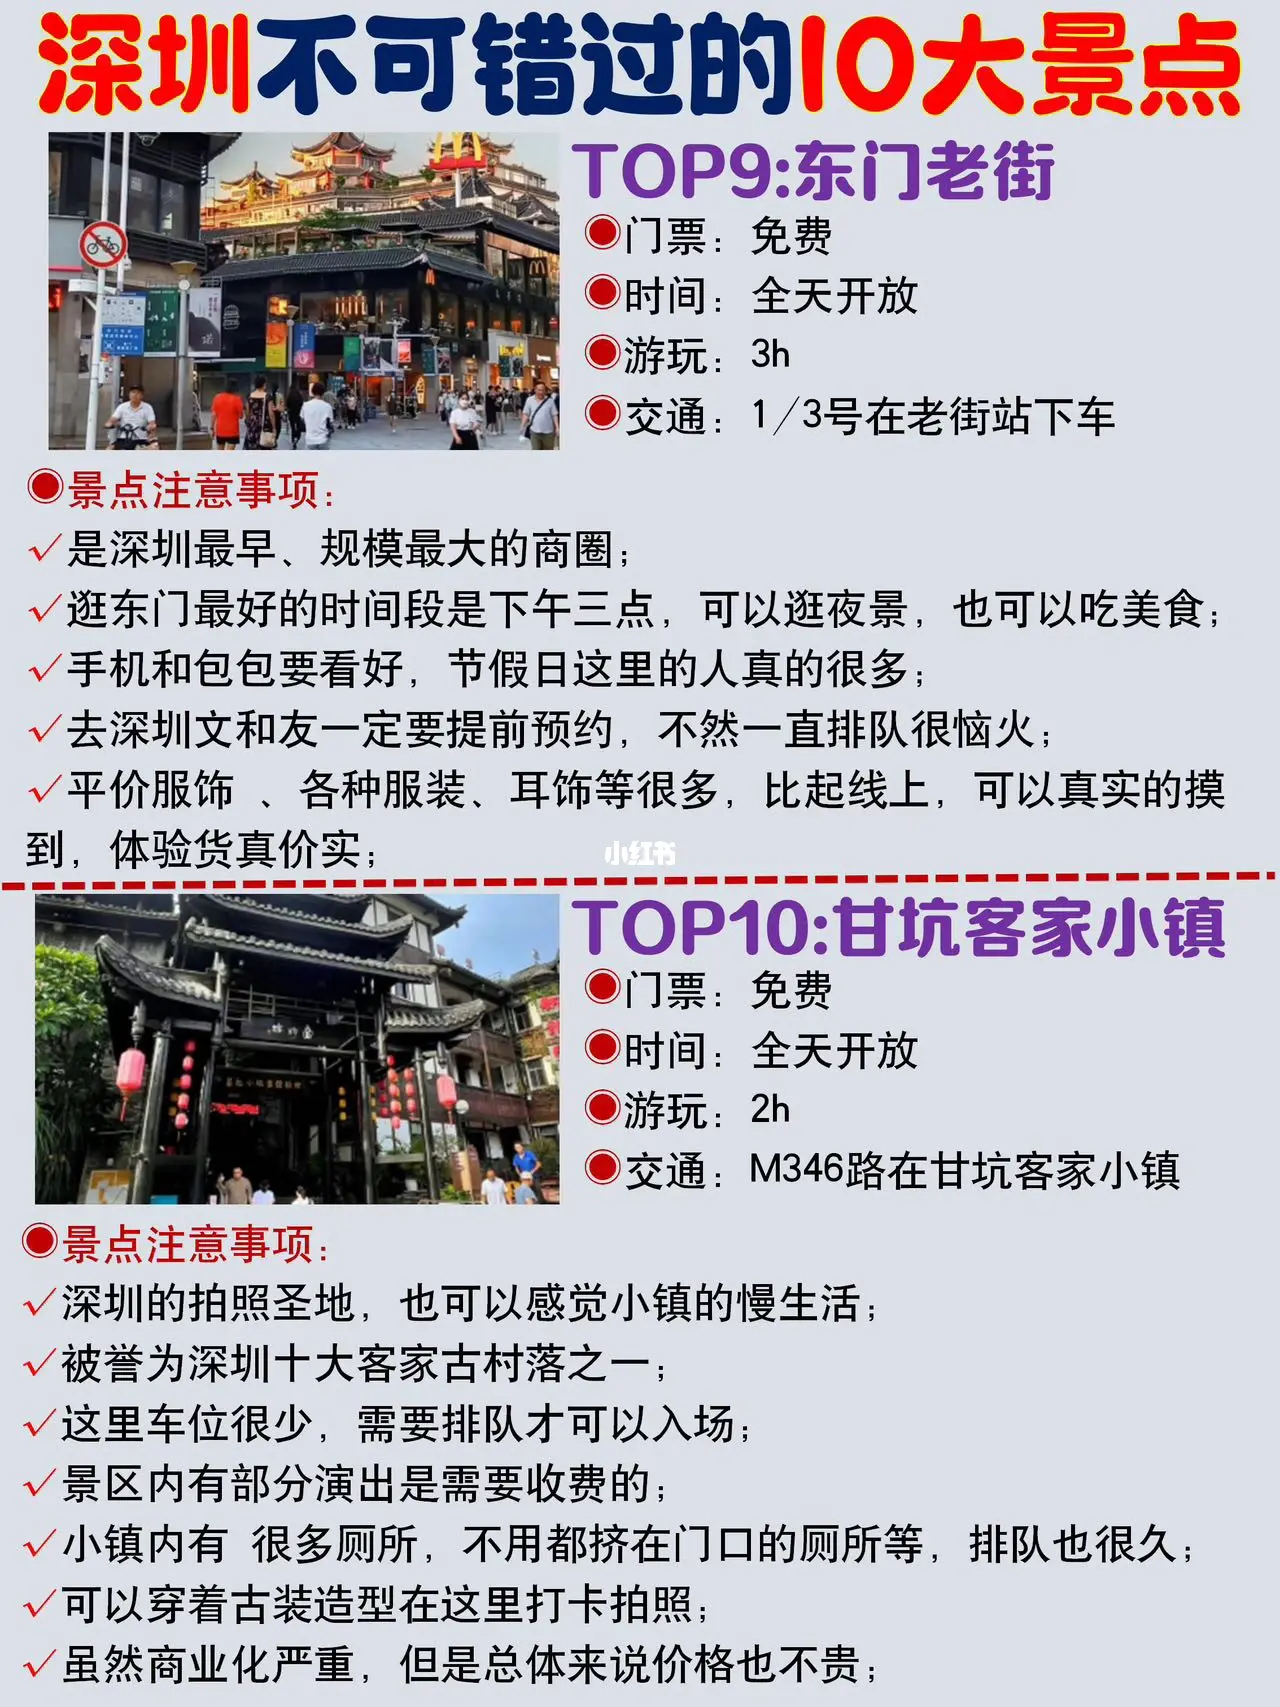 深圳不可错过的10大景点
TOP9:东门老街
◉门票：免费
◉时间：全天开放
◉游玩：3h
◉交通：1/3号在老街站下车
◉景点注意事项：
✓是深圳最早、规模最大的商圈；
✓逛东门最好的时间段是下午三点，可以逛夜景，也可以吃美食；
✓手机和包包要看好，节假日这里的人真的很多；
✓去深圳文和友一定要提前预约，不然一直排队很恼火；
✓平价服饰 、各种服装、耳饰等很多，比起线上，可以真实的摸
到，体验货真价实；
小红书
TOP10:甘坑客家小镇
◉门票：免费
◉时间：全天开放
◉游玩：2h
◉交通：M346路在甘坑客家小镇
◉景点注意事项：
✓深圳的拍照圣地，也可以感觉小镇的慢生活；
✓被誉为深圳十大客家古村落之一；
✓这里车位很少，需要排队才可以入场；
✓景区内有部分演出是需要收费的；
✓小镇内有 很多厕所，不用都挤在门口的厕所等，排队也很久；
✓可以穿着古装造型在这里打卡拍照；
✓虽然商业化严重，但是总体来说价格也不贵；